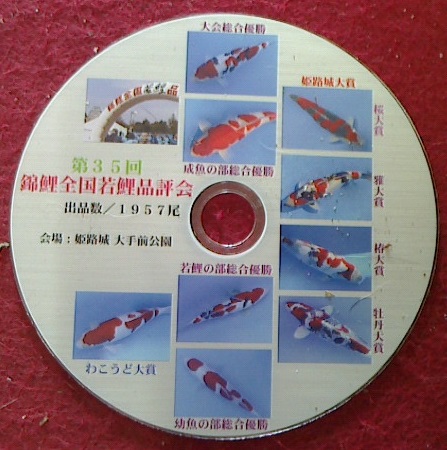 大会総合優勝
姫路城大賞
桜大賞
成魚の部総合優勝
第35回
錦鯉全国若鯉品評会
出品数／1957尾
会場：姫路城 大手前公園
雅大賞
椿大賞
若鯉の部総合優勝
牡丹大賞
わこうど大賞
幼魚の部総合優勝